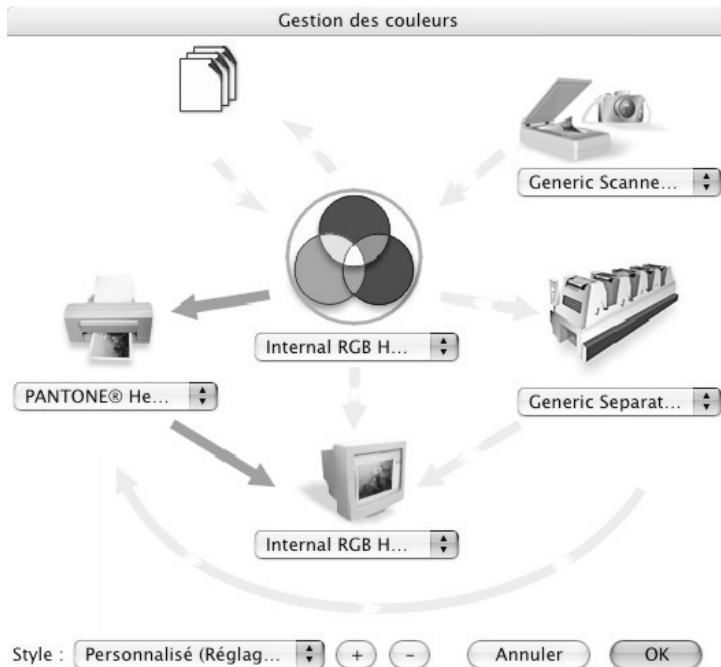 Gestion des couleurs
Generic Scanne...
Internal RGB H...
PANTONE® He...
Generic Separat...
Internal RGB H...
Style : Personnalisé (Réglag... + - Annuler OK